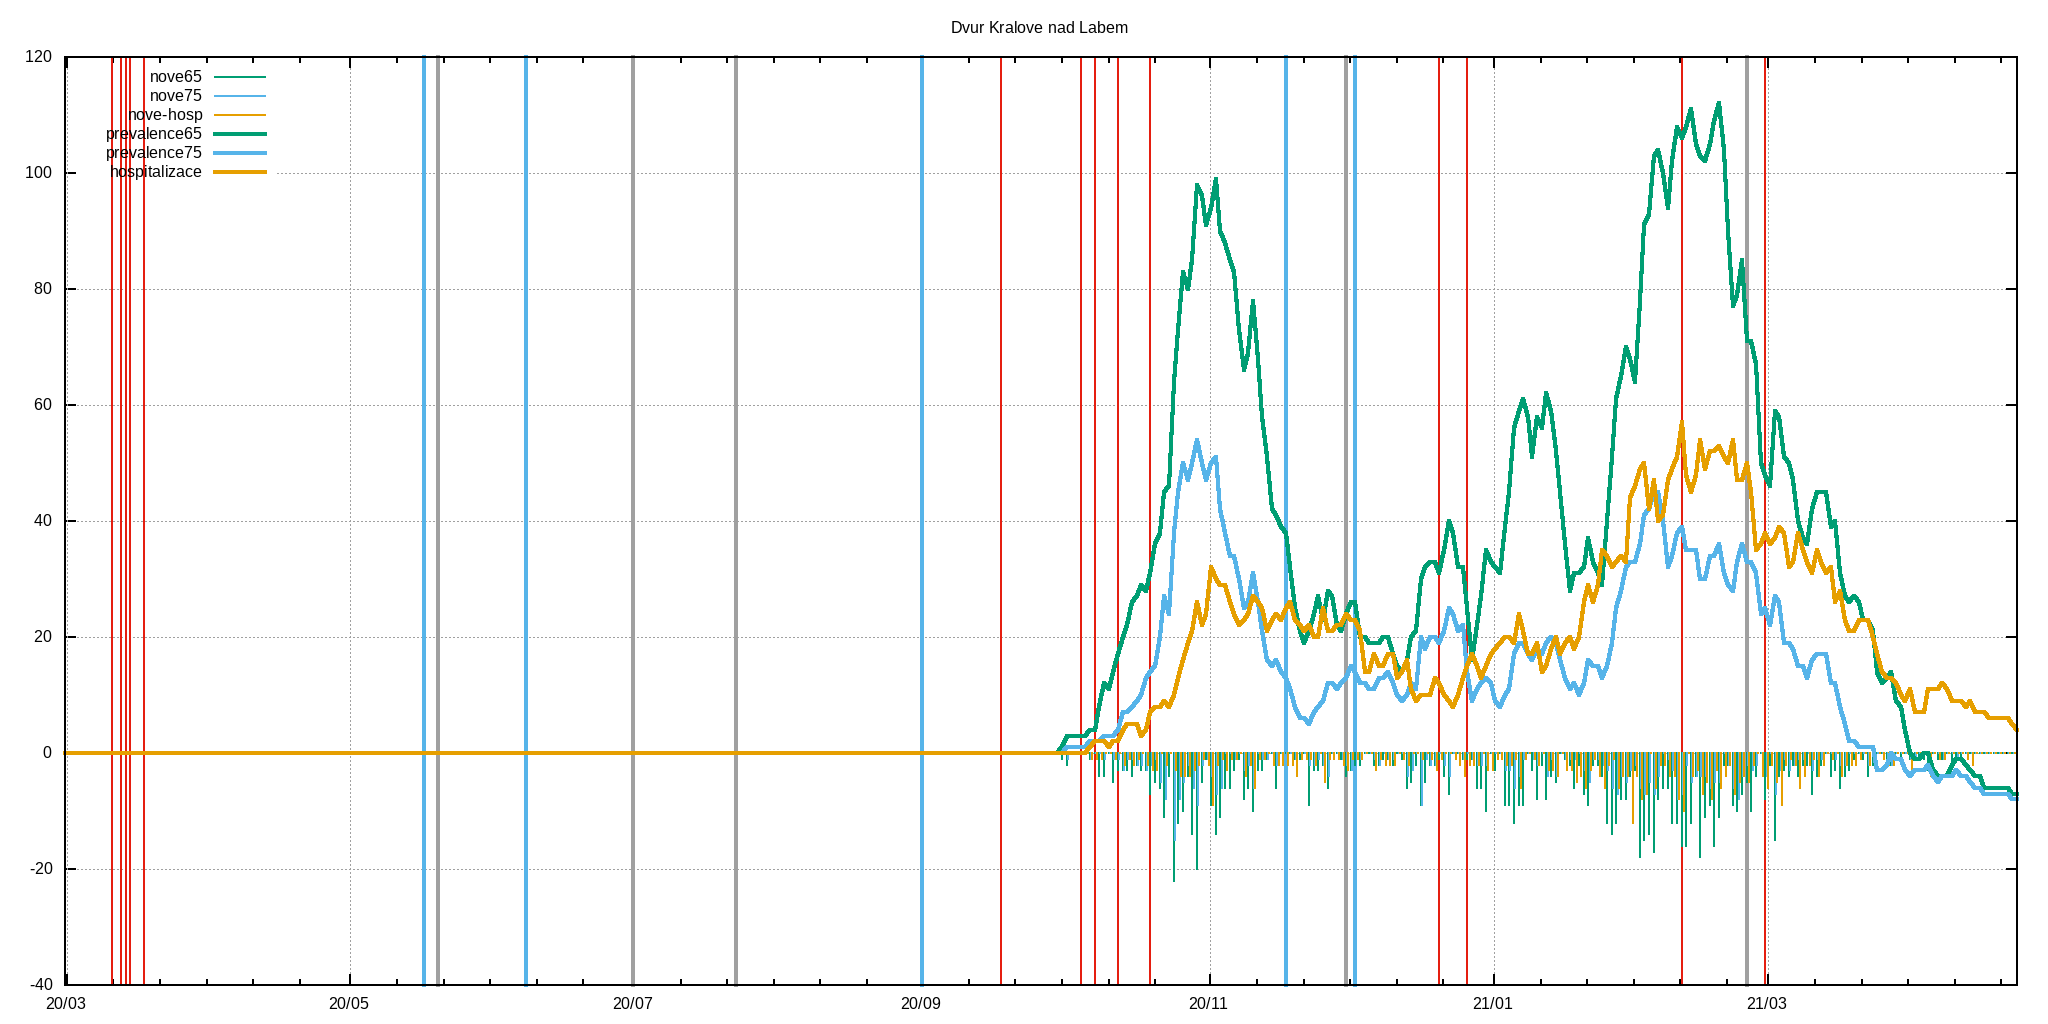 Dvur Kralove nad Labem
120
100
80
60
40
20
0
-20
-40
nove65
nove75
nove-hosp
prevalence65
prevalence75
hospitalizace
20/03
20/05
20/07
20/09
20/11
21/01
21/03